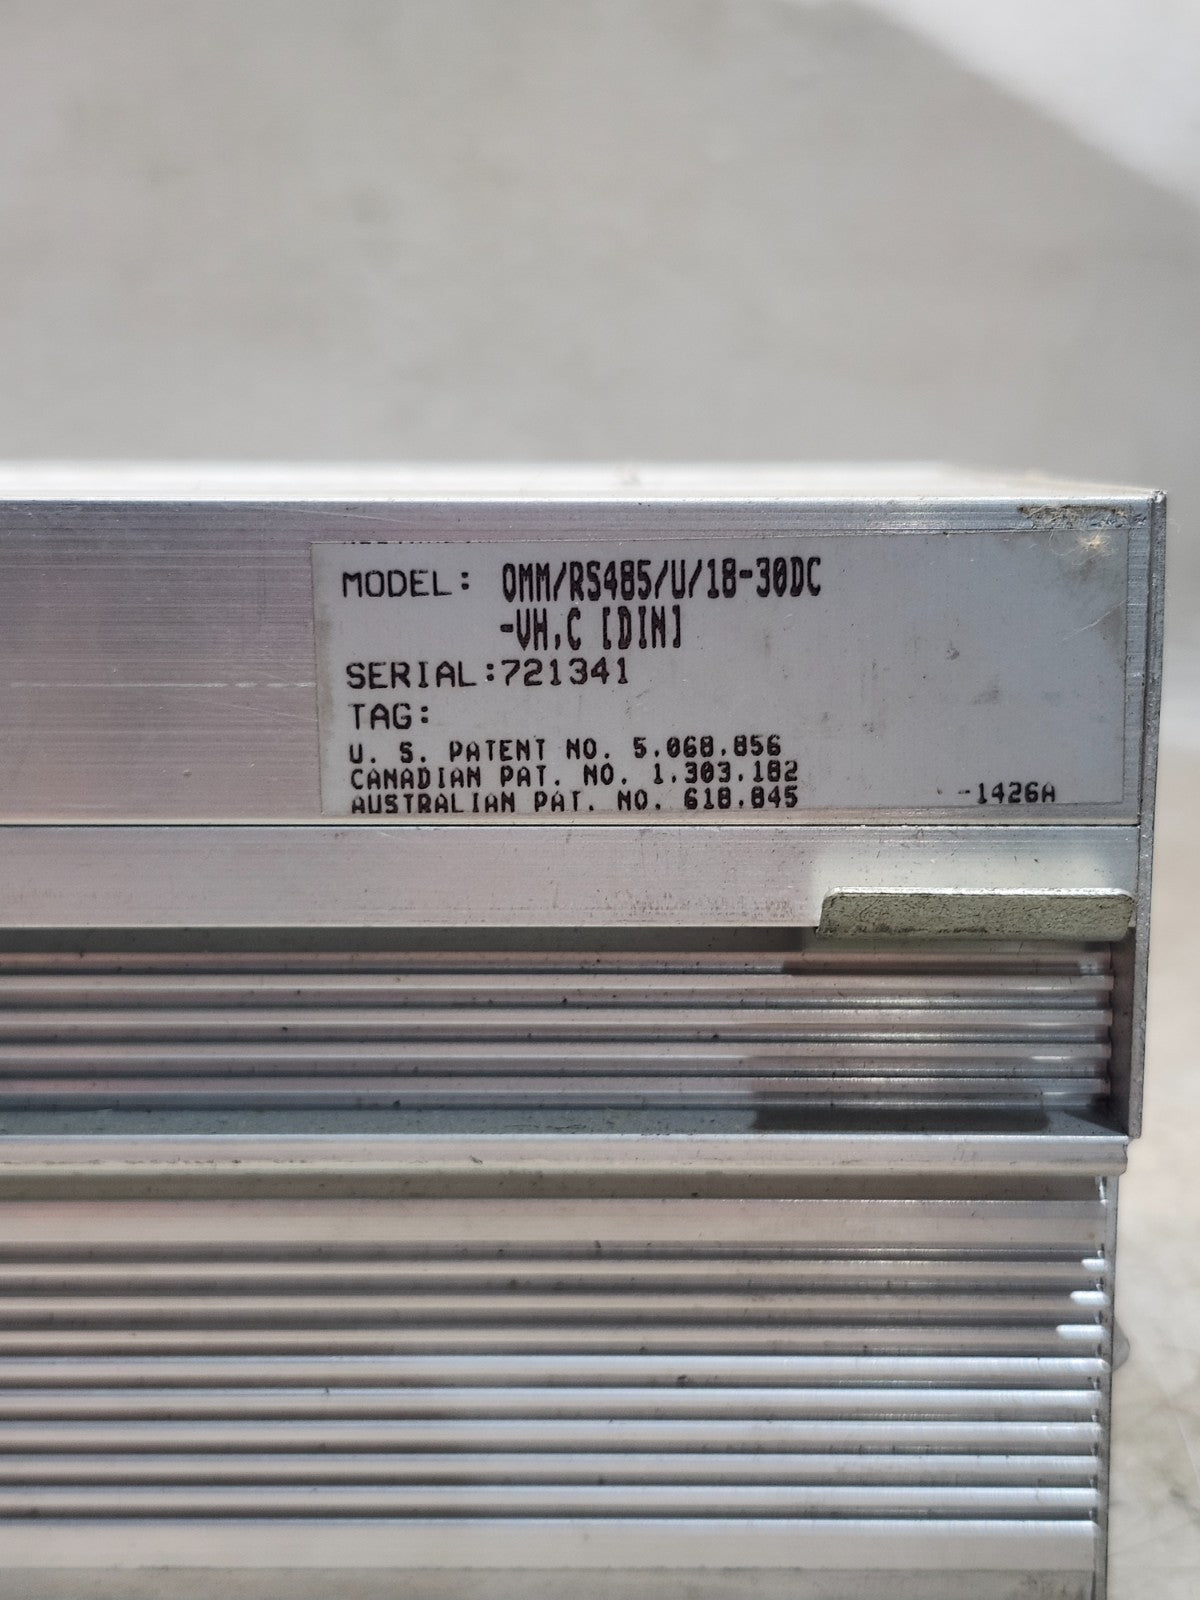 MODEL: OMM/RS485/U/18-30DC
-VH,C [DIN]
SERIAL:721341
TAG:
U. S. PATENT NO. 5,068,856
CANADIAN PAT. NO. 1,303,182
AUSTRALIAN PAT. NO. 618,845
-1426A